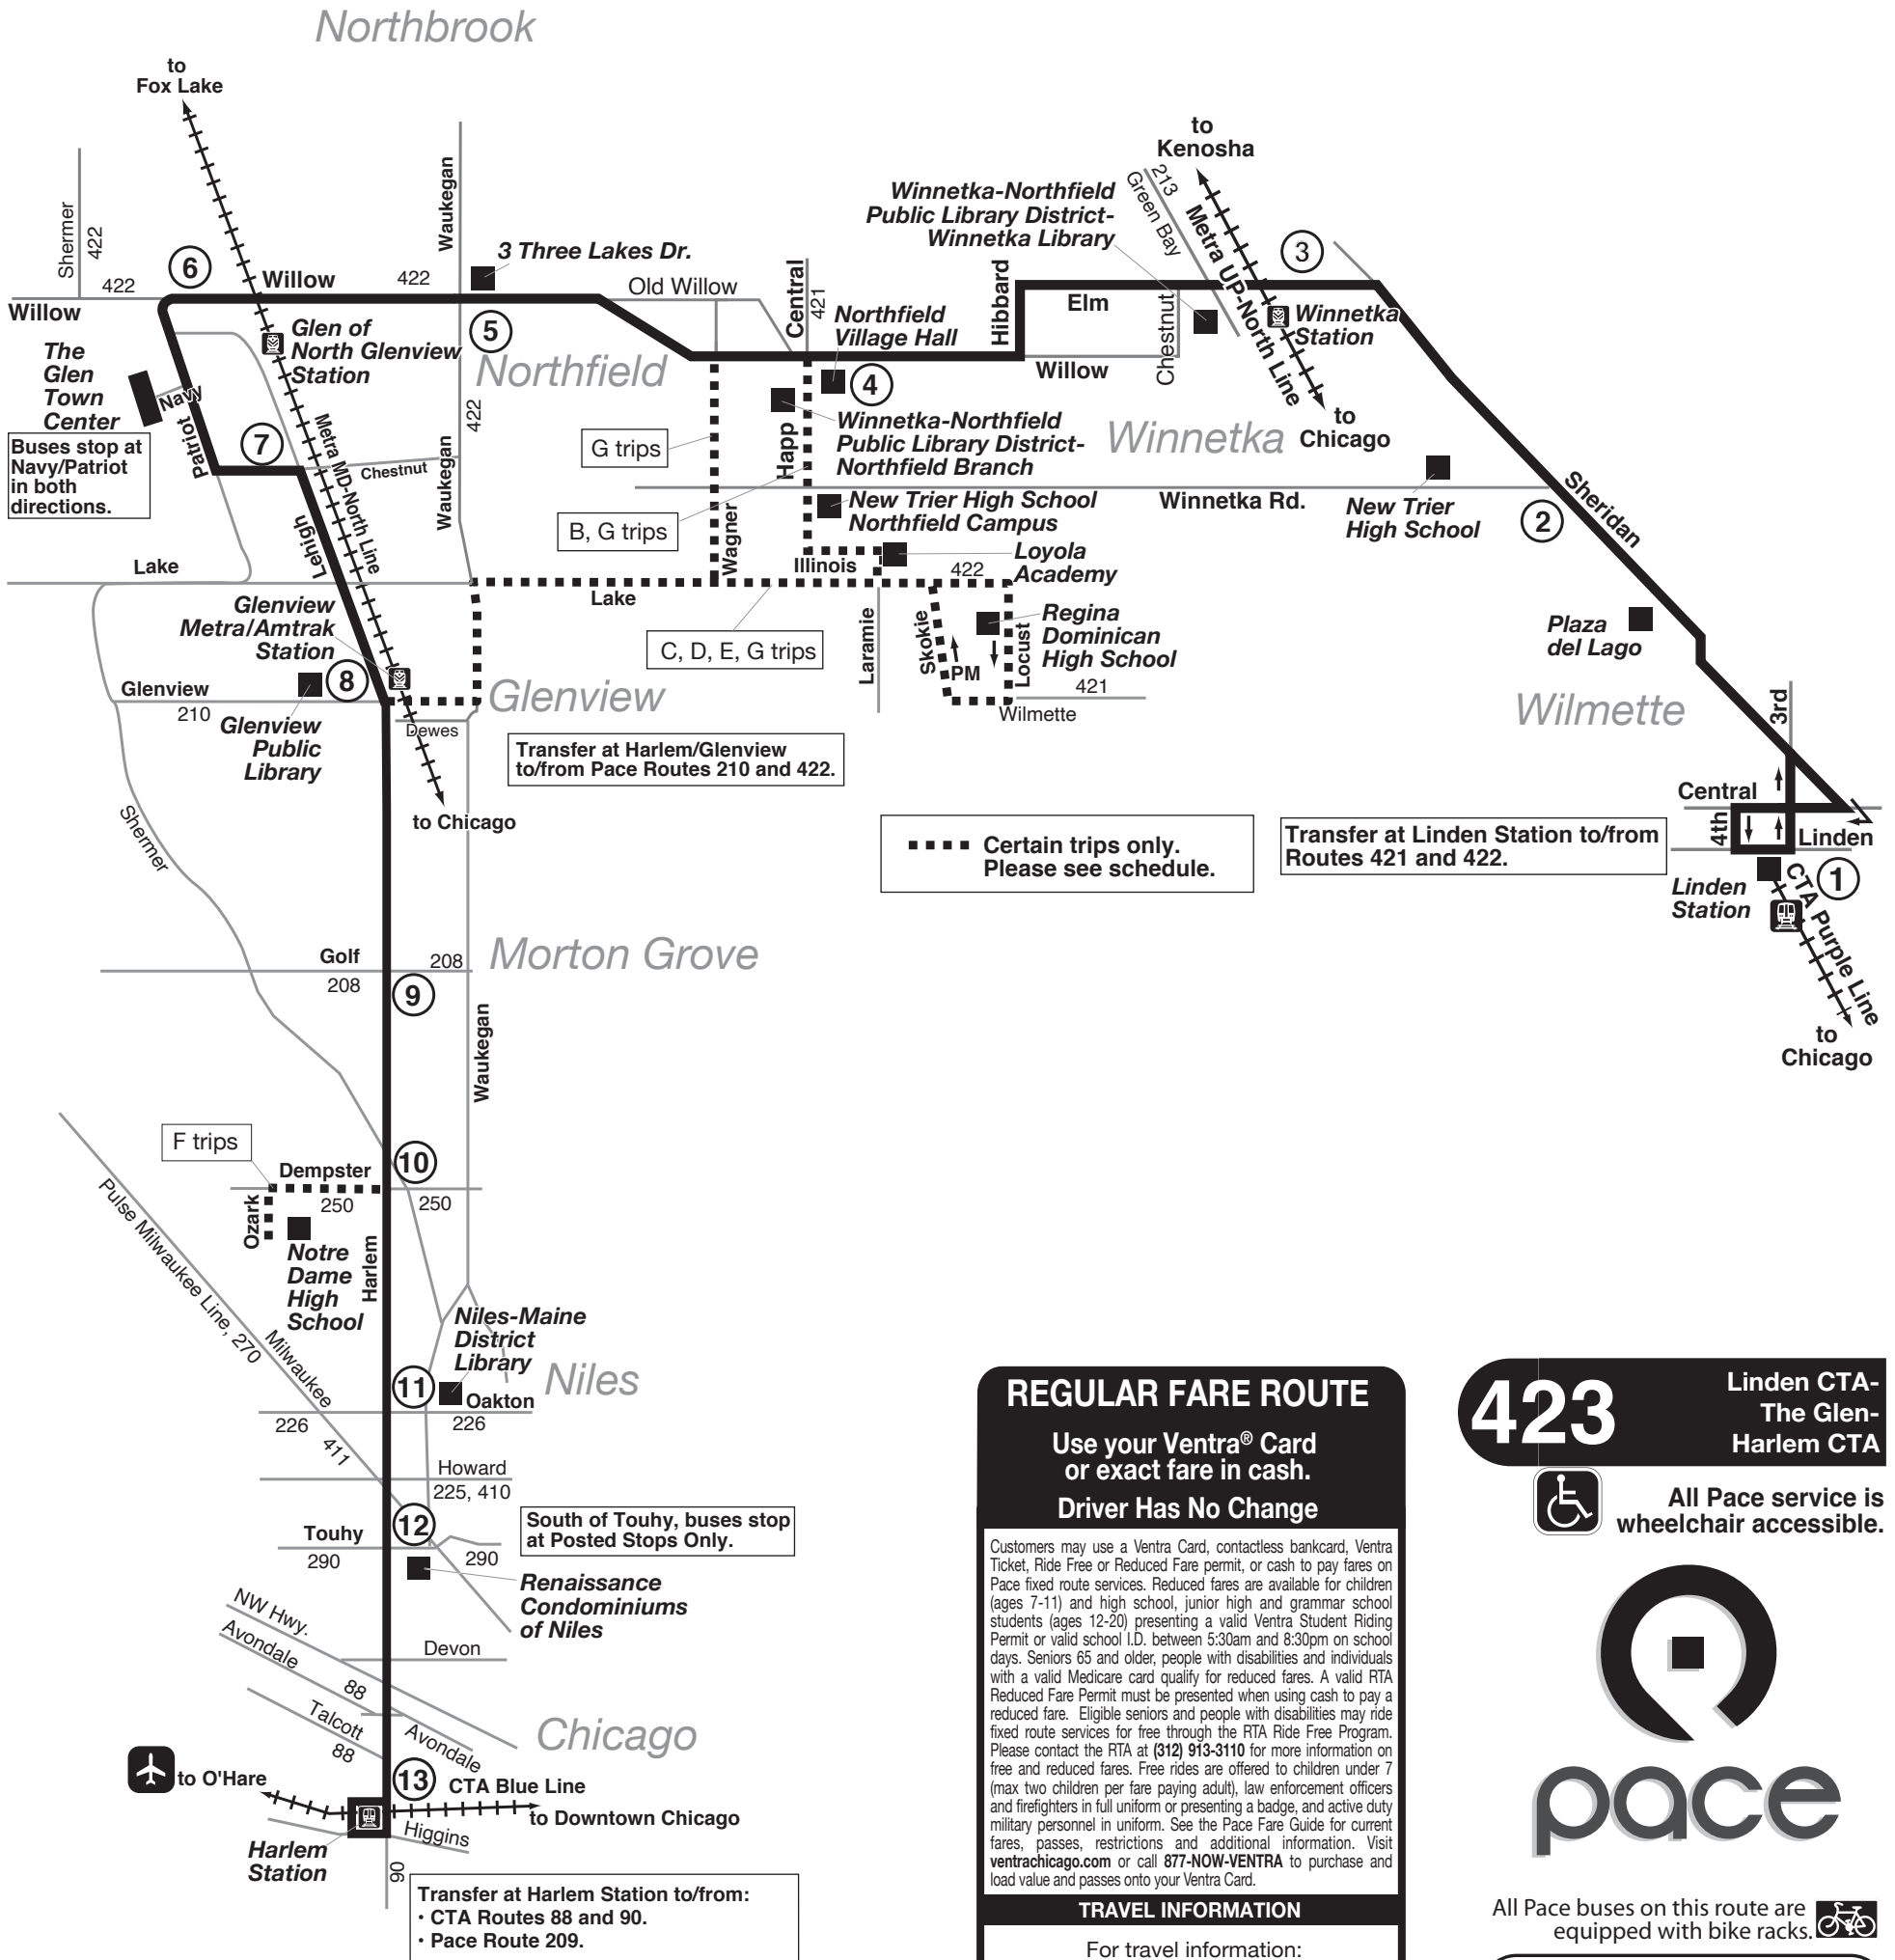 Northbrook
to
Fox Lake
Shermer
422
422
Willow
6
Willow
422
Waukegan
3 Three Lakes Dr.
5
Old Willow
Central
421
Northfield
Village Hall
4
Hibbard
Elm
Willow
Chestnut
Winnetka-Northfield
Public Library District-
Winnetka Library
213
Green Bay
to
Kenosha
Metra UP-North Line
3
Winnetka
Station
to
Chicago
The
Glen
Town
Center
Navy
Patriot
Buses stop at
Navy/Patriot
in both
directions.
Glen of
North Glenview
Station
7
Metra MD-North Line
Chestnut
422
Waukegan
Northfield
G trips
Happ
Winnetka-Northfield
Public Library District-
Northfield Branch
Winnetka
B, G trips
Wagner
New Trier High School
Northfield Campus
Winnetka Rd.
New Trier
High School
2
Sheridan
Lehigh
Lake
Lake
Illinois
Loyola
Academy
422
C, D, E, G trips
Laramie
Skokie
PM
Regina
Dominican
High School
Locust
421
Wilmette
Plaza
del Lago
Wilmette
Glenview
Metra/Amtrak
Station
8
Glenview
210
Glenview
Public
Library
Glenview
Dewes
to Chicago
Transfer at Harlem/Glenview
to/from Pace Routes 210 and 422.
Certain trips only.
Please see schedule.
Transfer at Linden Station to/from
Routes 421 and 422.
3rd
Central
4th
Linden
Linden
Station
1
CTA Purple Line
to
Chicago
Shermer
Golf
208
208
9
Morton Grove
Waukegan
F trips
Dempster
250
250
10
Ozark
Notre
Dame
High
School
Harlem
Pulse Milwaukee Line, 270
Milwaukee
411
Niles-Maine
District
Library
11
Niles
Oakton
226
226
Howard
225, 410
12
Touhy
290
290
South of Touhy, buses stop
at Posted Stops Only.
Renaissance
Condominiums
of Niles
NW Hwy.
Avondale
88
Devon
Talcott
88
Avondale
Chicago
13
CTA Blue Line
to O'Hare
to Downtown Chicago
Higgins
Harlem
Station
90
Transfer at Harlem Station to/from:
• CTA Routes 88 and 90.
• Pace Route 209.
REGULAR FARE ROUTE
Use your Ventra® Card
or exact fare in cash.
Driver Has No Change
Customers may use a Ventra Card, contactless bankcard, Ventra
Ticket, Ride Free or Reduced Fare permit, or cash to pay fares on
Pace fixed route services. Reduced fares are available for children
(ages 7-11) and high school, junior high and grammar school
students (ages 12-20) presenting a valid Ventra Student Riding
Permit or valid school I.D. between 5:30am and 8:30pm on school
days. Seniors 65 and older, people with disabilities and individuals
with a valid Medicare card qualify for reduced fares. A valid RTA
Reduced Fare Permit must be presented when using cash to pay a
reduced fare. Eligible seniors and people with disabilities may ride
fixed route services for free through the RTA Ride Free Program.
Please contact the RTA at (312) 913-3110 for more information on
free and reduced fares. Free rides are offered to children under 7
(max two children per fare paying adult), law enforcement officers
and firefighters in full uniform or presenting a badge, and active duty
military personnel in uniform. See the Pace Fare Guide for current
fares, passes, restrictions and additional information. Visit
ventrachicago.com or call 877-NOW-VENTRA to purchase and
load value and passes onto your Ventra Card.
TRAVEL INFORMATION
For travel information:
423
Linden CTA-
The Glen-
Harlem CTA
All Pace service is
wheelchair accessible.
pace
All Pace buses on this route are
equipped with bike racks.